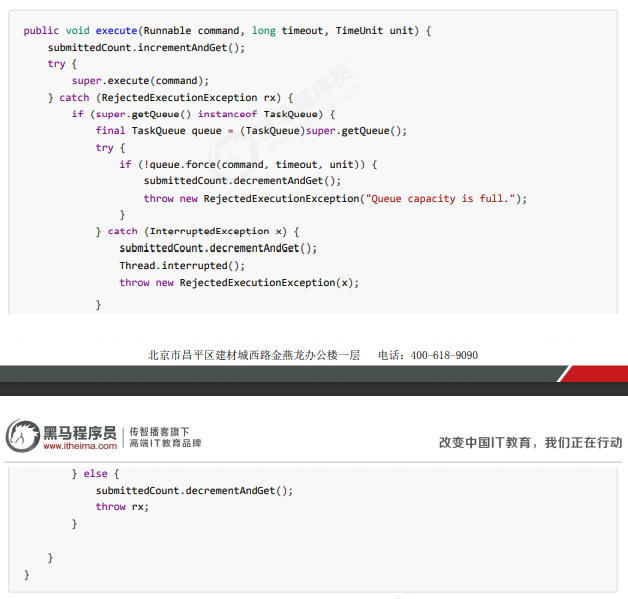 public void execute(Runnable command, long timeout, TimeUnit unit) {
    submittedCount.incrementAndGet();
    try {
        super.execute(command);
    } catch (RejectedExecutionException rx) {
        if (super.getQueue() instanceof TaskQueue) {
            final TaskQueue queue = (TaskQueue)super.getQueue();
            try {
                if (!queue.force(command, timeout, unit)) {
                    submittedCount.decrementAndGet();
                    throw new RejectedExecutionException("Queue capacity is full.");
                }
            } catch (InterruptedException x) {
                submittedCount.decrementAndGet();
                Thread.interrupted();
                throw new RejectedExecutionException(x);
            }
北京市昌平区建材城西路金燕龙办公楼一层 电话：400-618-9090
黑马程序员
www.itheima.com
传智播客旗下
高端IT教育品牌
改变中国IT教育，我们正在行动
        } else {
            submittedCount.decrementAndGet();
            throw rx;
        }
    }
}